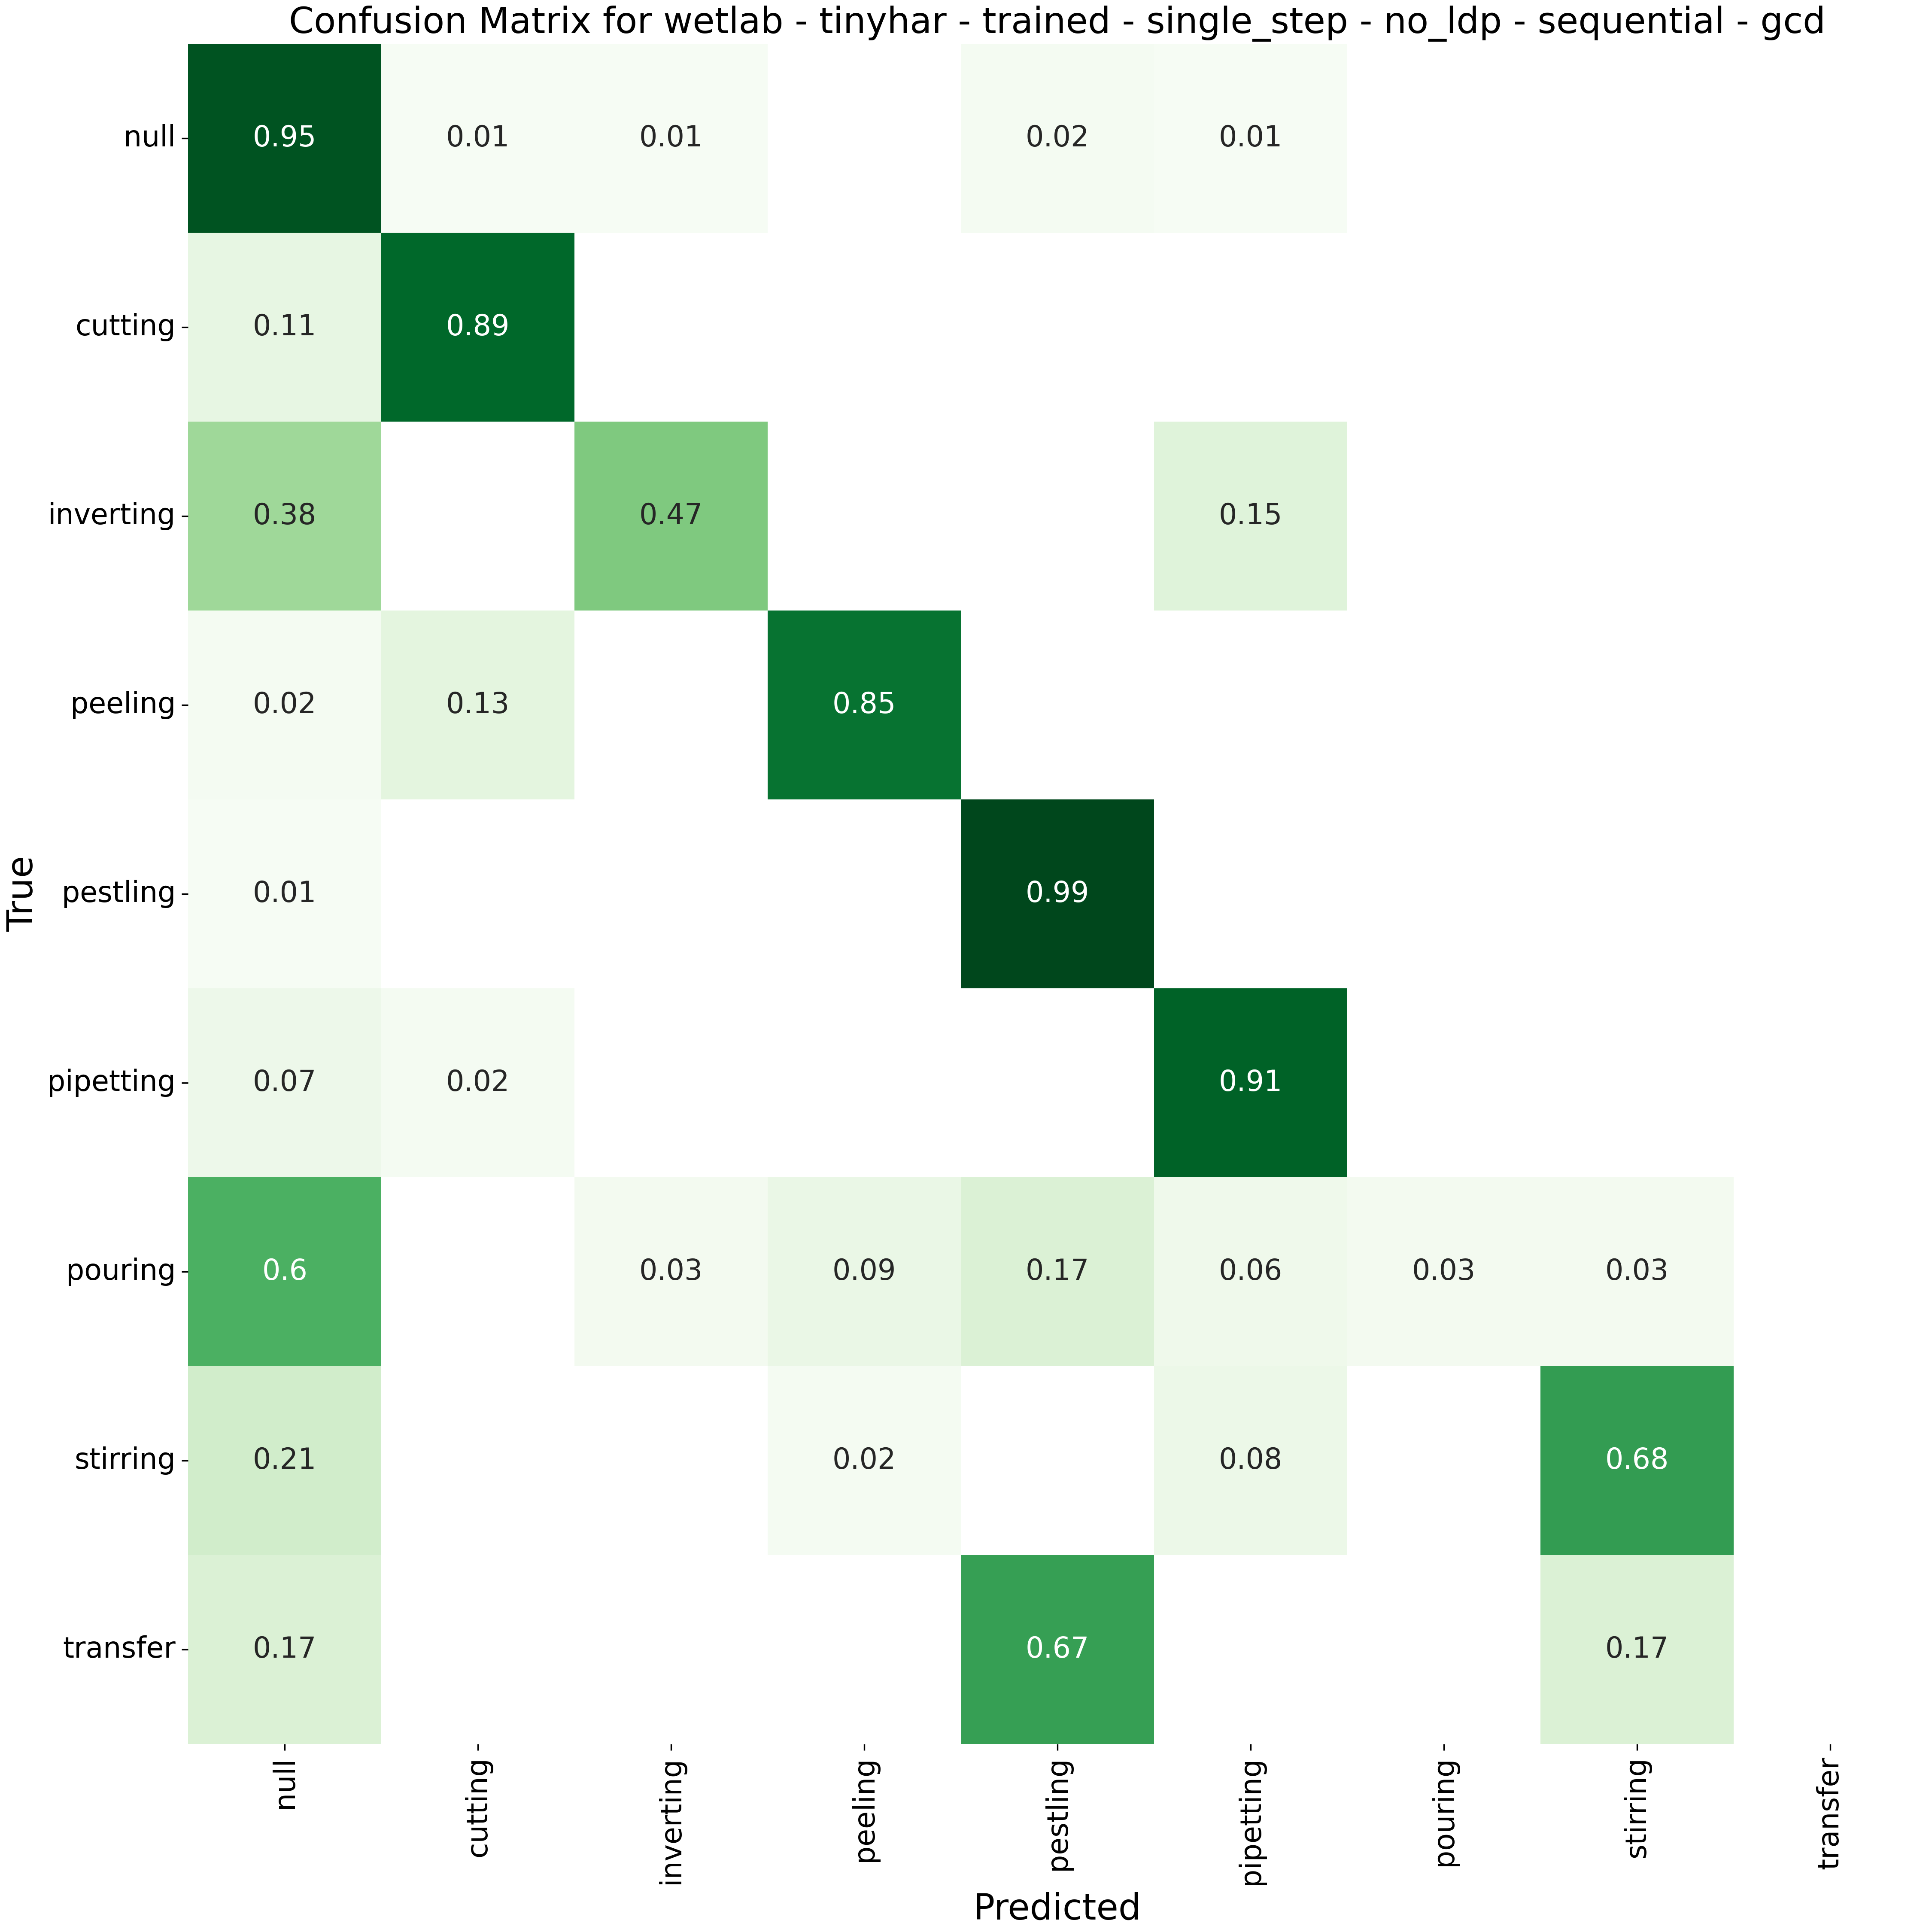 Confusion Matrix for wetlab - tinyhar - trained - single_step - no_ldp - sequential - gcd
null 0.95 0.01 0.01 0.02 0.01
cutting 0.11 0.89
inverting 0.38 0.47 0.15
peeling 0.02 0.13 0.85
pestling 0.01 0.99
pipetting 0.07 0.02 0.91
pouring 0.6 0.03 0.09 0.17 0.06 0.03 0.03
stirring 0.21 0.02 0.08 0.68
transfer 0.17 0.67 0.17
True
null cutting inverting peeling pestling pipetting pouring stirring transfer
Predicted